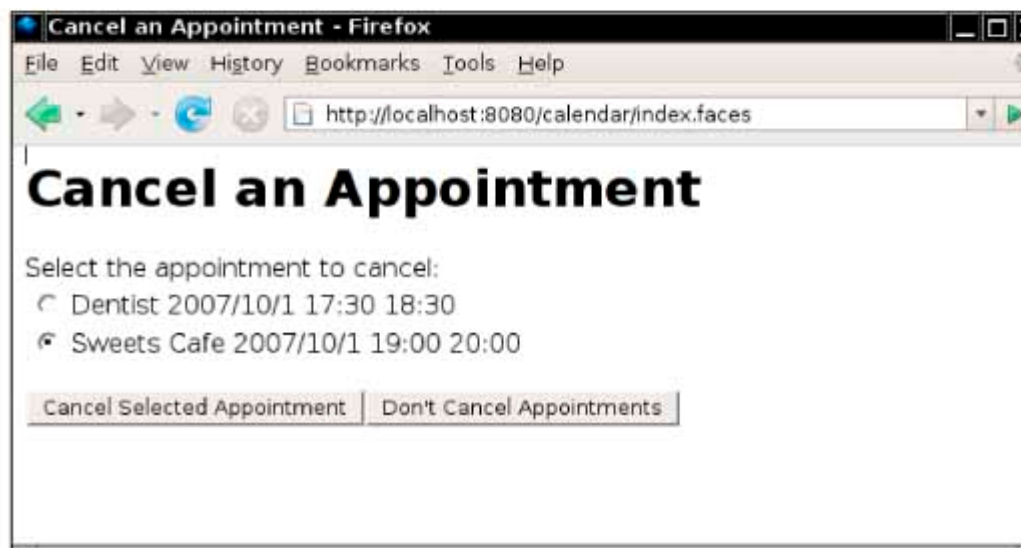 Cancel an Appointment - Firefox
File Edit View History Bookmarks Tools Help
http://localhost:8080/calendar/index.faces
Cancel an Appointment
Select the appointment to cancel:
Dentist 2007/10/1 17:30 18:30
Sweets Cafe 2007/10/1 19:00 20:00
Cancel Selected Appointment Don't Cancel Appointments